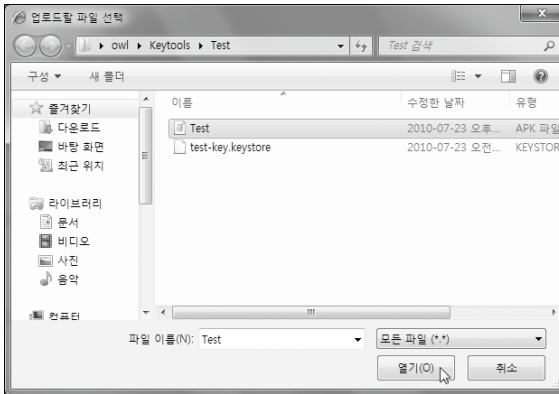 업로드할 파일 선택
owl ▸ Keytools ▸ Test
Test 검색
구성 새 폴더
즐겨찾기
다운로드
바탕 화면
최근 위치
라이브러리
문서
비디오
사진
음악
컴퓨터
이름 수정한 날짜 유형
Test 2010-07-23 오후... APK 파일
test-key.keystore 2010-07-23 오전... KEYSTOR
파일 이름(N): Test 모든 파일 (*.*)
열기(O) 취소